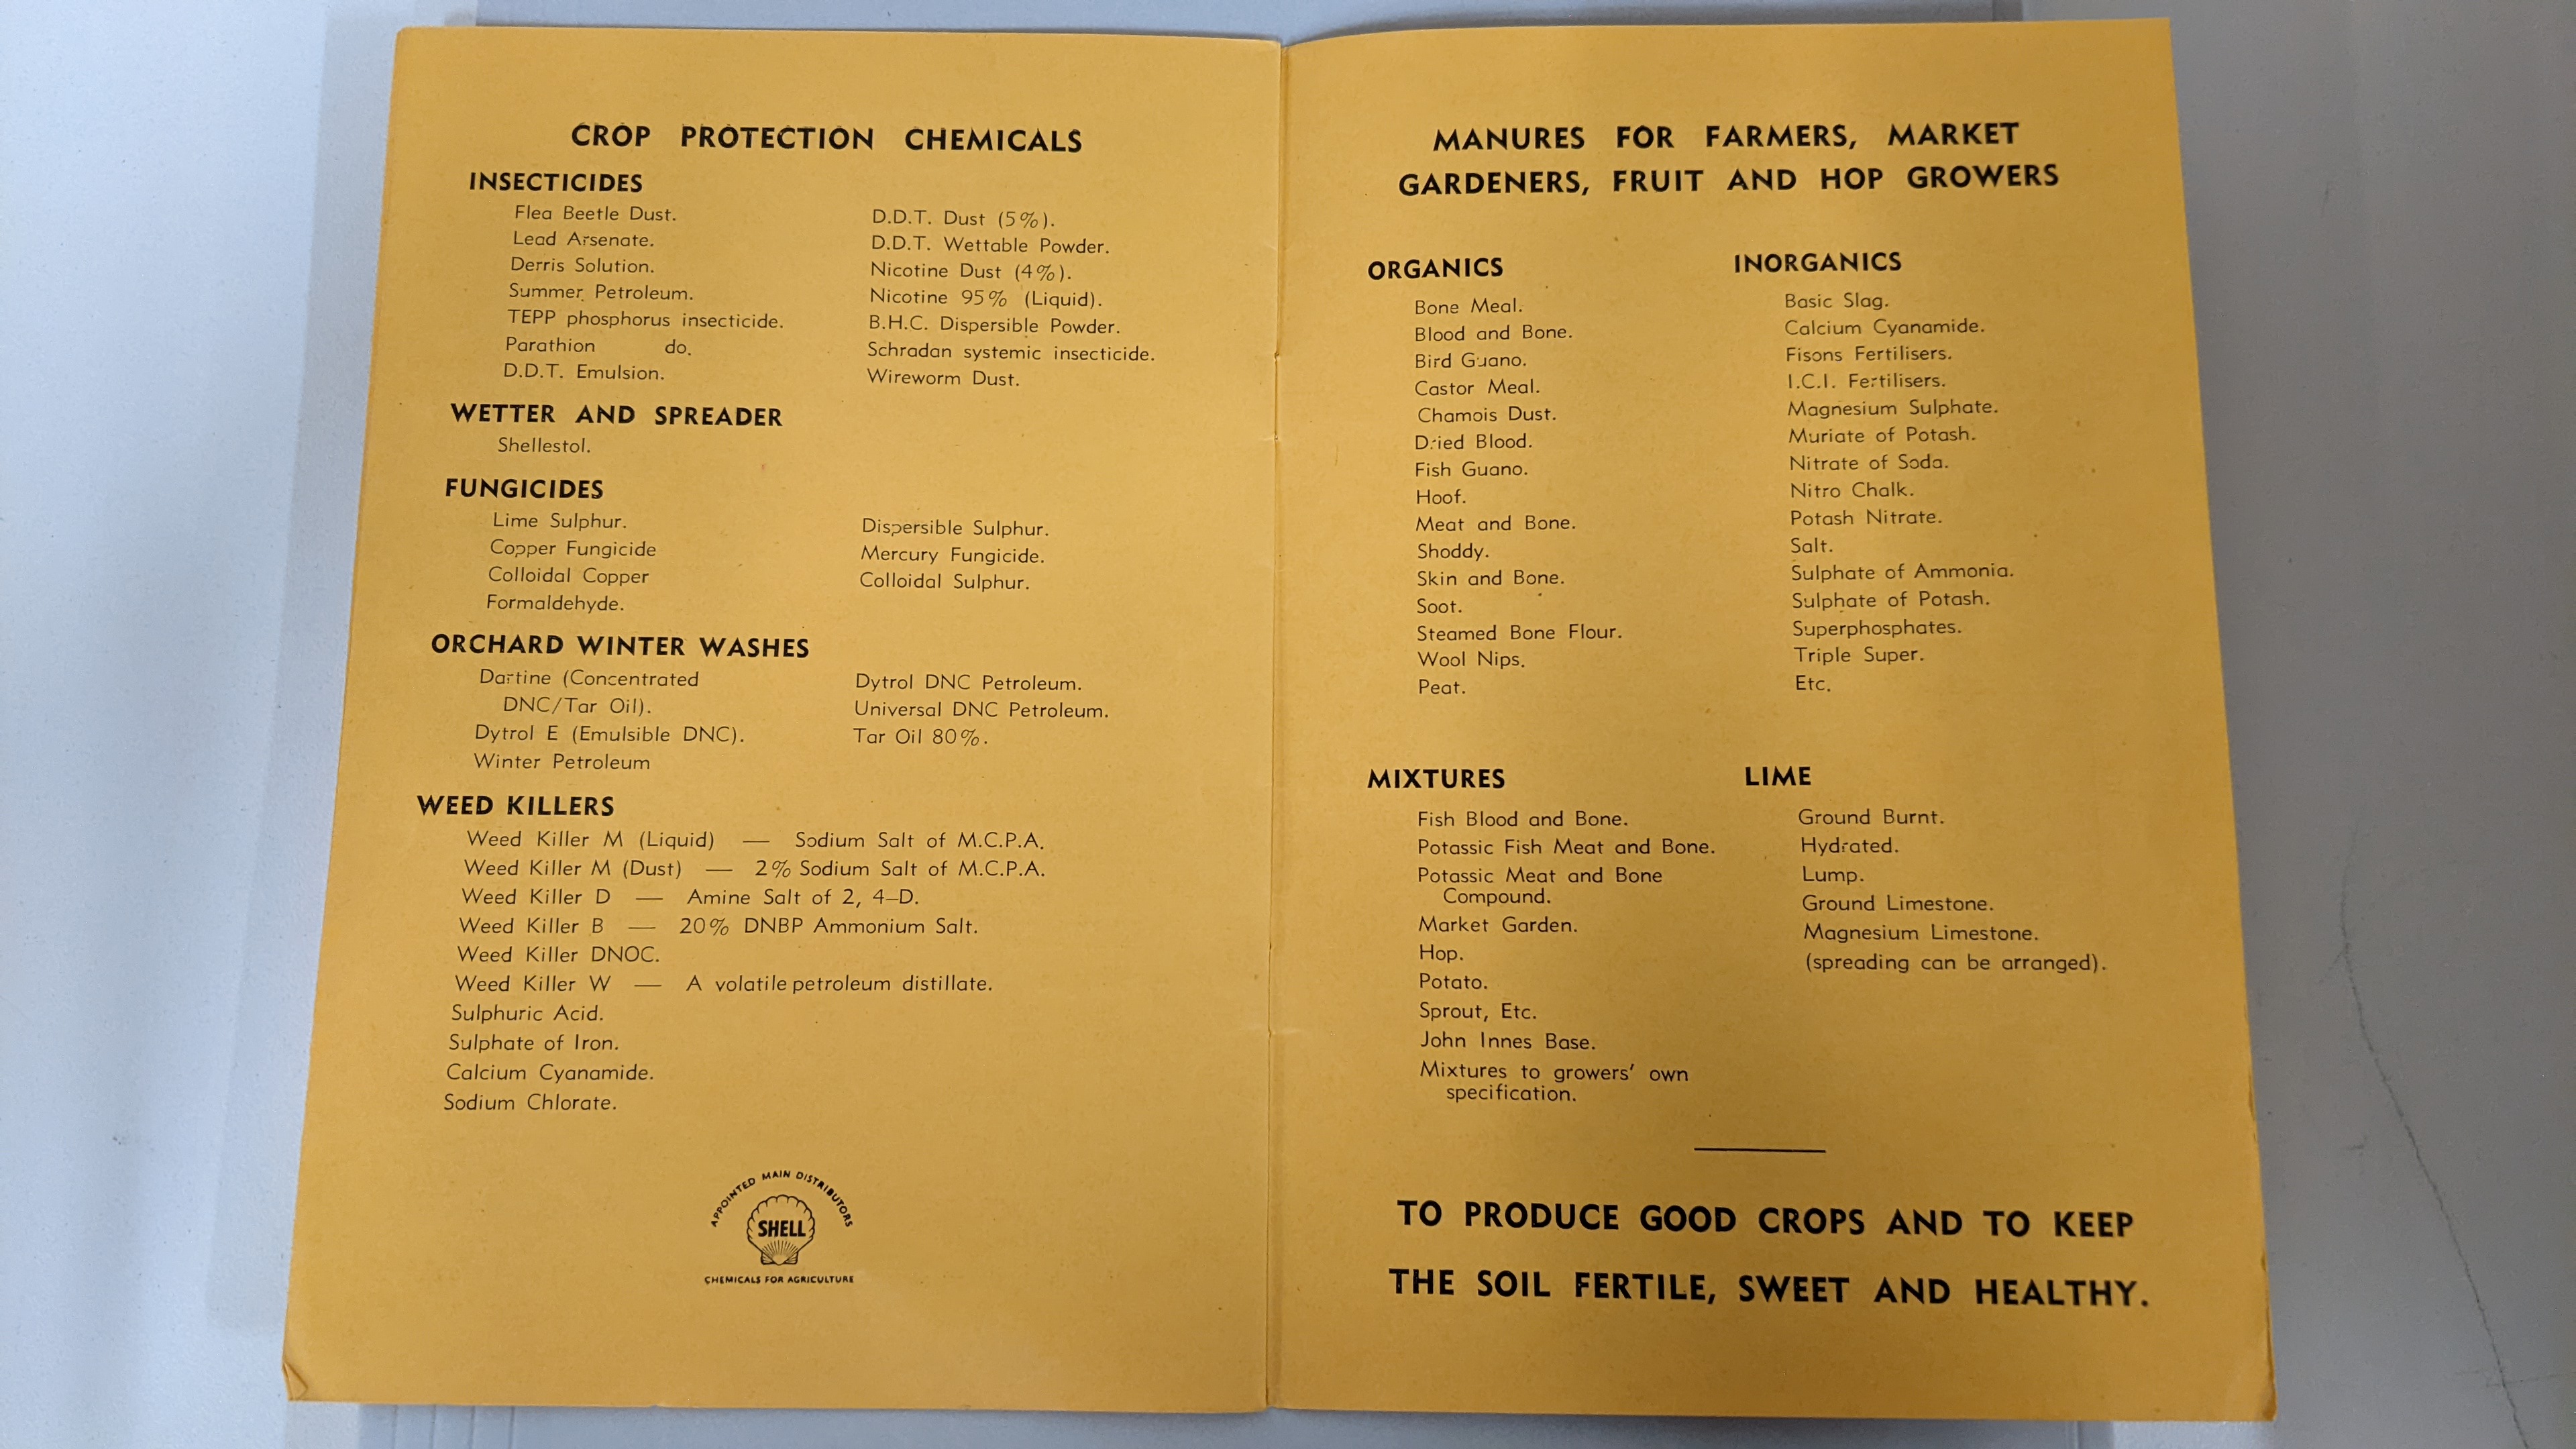 CROP PROTECTION CHEMICALS
INSECTICIDES
Flea Beetle Dust.
Lead Arsenate.
Derris Solution.
Summer Petroleum.
TEPP phosphorus insecticide.
Parathion do.
D.D.T. Emulsion.
D.D.T. Dust (5%).
D.D.T. Wettable Powder.
Nicotine Dust (4%).
Nicotine 95% (Liquid).
B.H.C. Dispersible Powder.
Schradan systemic insecticide.
Wireworm Dust.
WETTER AND SPREADER
Shellestol.
FUNGICIDES
Lime Sulphur.
Copper Fungicide
Colloidal Copper
Formaldehyde.
Dispersible Sulphur.
Mercury Fungicide.
Colloidal Sulphur.
ORCHARD WINTER WASHES
Dartine (Concentrated
DNC/Tar Oil).
Dytrol E (Emulsible DNC).
Winter Petroleum
Dytrol DNC Petroleum.
Universal DNC Petroleum.
Tar Oil 80%.
WEED KILLERS
Weed Killer M (Liquid) — Sodium Salt of M.C.P.A.
Weed Killer M (Dust) — 2% Sodium Salt of M.C.P.A.
Weed Killer D — Amine Salt of 2, 4–D.
Weed Killer B — 20% DNBP Ammonium Salt.
Weed Killer DNOC.
Weed Killer W — A volatile petroleum distillate.
Sulphuric Acid.
Sulphate of Iron.
Calcium Cyanamide.
Sodium Chlorate.
APPOINTED MAIN DISTRIBUTORS
SHELL
CHEMICALS FOR AGRICULTURE
MANURES FOR FARMERS, MARKET
GARDENERS, FRUIT AND HOP GROWERS
ORGANICS
Bone Meal.
Blood and Bone.
Bird Guano.
Castor Meal.
Chamois Dust.
Dried Blood.
Fish Guano.
Hoof.
Meat and Bone.
Shoddy.
Skin and Bone.
Soot.
Steamed Bone Flour.
Wool Nips.
Peat.
INORGANICS
Basic Slag.
Calcium Cyanamide.
Fisons Fertilisers.
I.C.I. Fertilisers.
Magnesium Sulphate.
Muriate of Potash.
Nitrate of Soda.
Nitro Chalk.
Potash Nitrate.
Salt.
Sulphate of Ammonia.
Sulphate of Potash.
Superphosphates.
Triple Super.
Etc.
MIXTURES
Fish Blood and Bone.
Potassic Fish Meat and Bone.
Potassic Meat and Bone
Compound.
Market Garden.
Hop.
Potato.
Sprout, Etc.
John Innes Base.
Mixtures to growers' own
specification.
LIME
Ground Burnt.
Hydrated.
Lump.
Ground Limestone.
Magnesium Limestone.
(spreading can be arranged).
TO PRODUCE GOOD CROPS AND TO KEEP
THE SOIL FERTILE, SWEET AND HEALTHY.